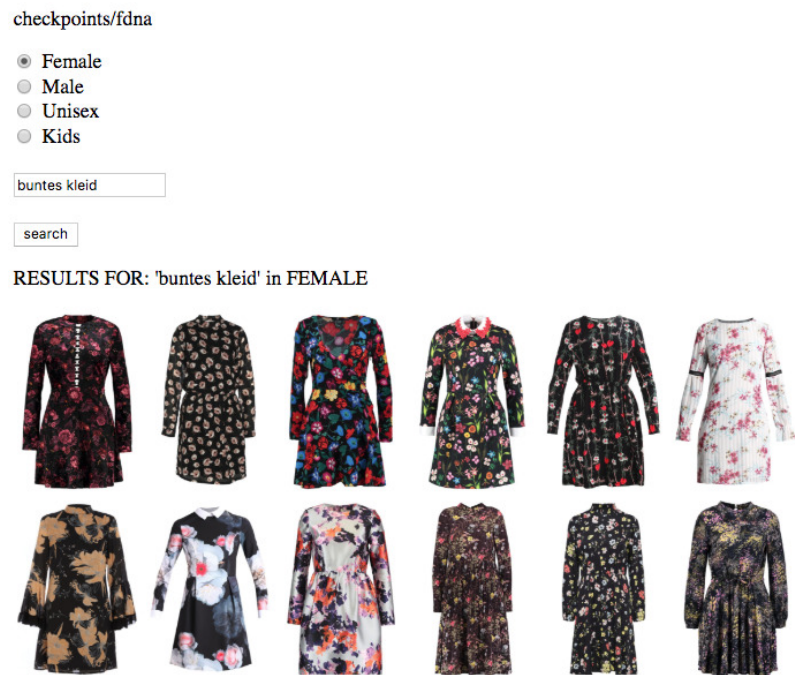 checkpoints/fdna
Female
Male
Unisex
Kids
buntes kleid
search
RESULTS FOR: 'buntes kleid' in FEMALE